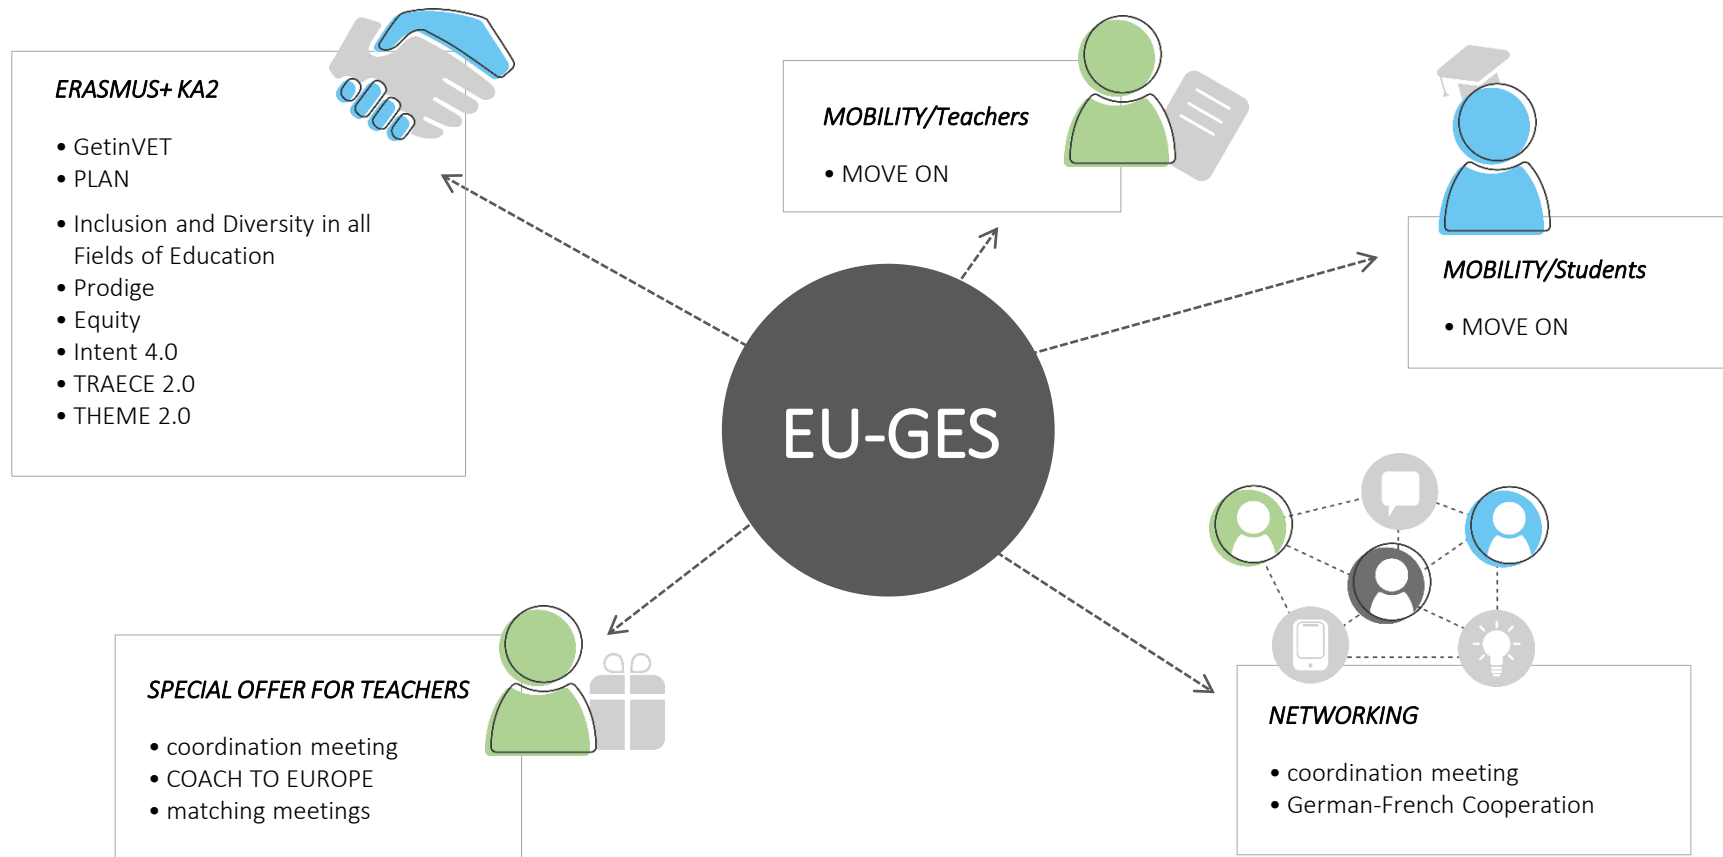 ERASMUS+ KA2
• GetinVET
• PLAN
• Inclusion and Diversity in all
Fields of Education
• Prodige
• Equity
• Intent 4.0
• TRAECE 2.0
• THEME 2.0
MOBILITY/Teachers
• MOVE ON
MOBILITY/Students
• MOVE ON
EU-GES
SPECIAL OFFER FOR TEACHERS
• coordination meeting
• COACH TO EUROPE
• matching meetings
NETWORKING
• coordination meeting
• German-French Cooperation